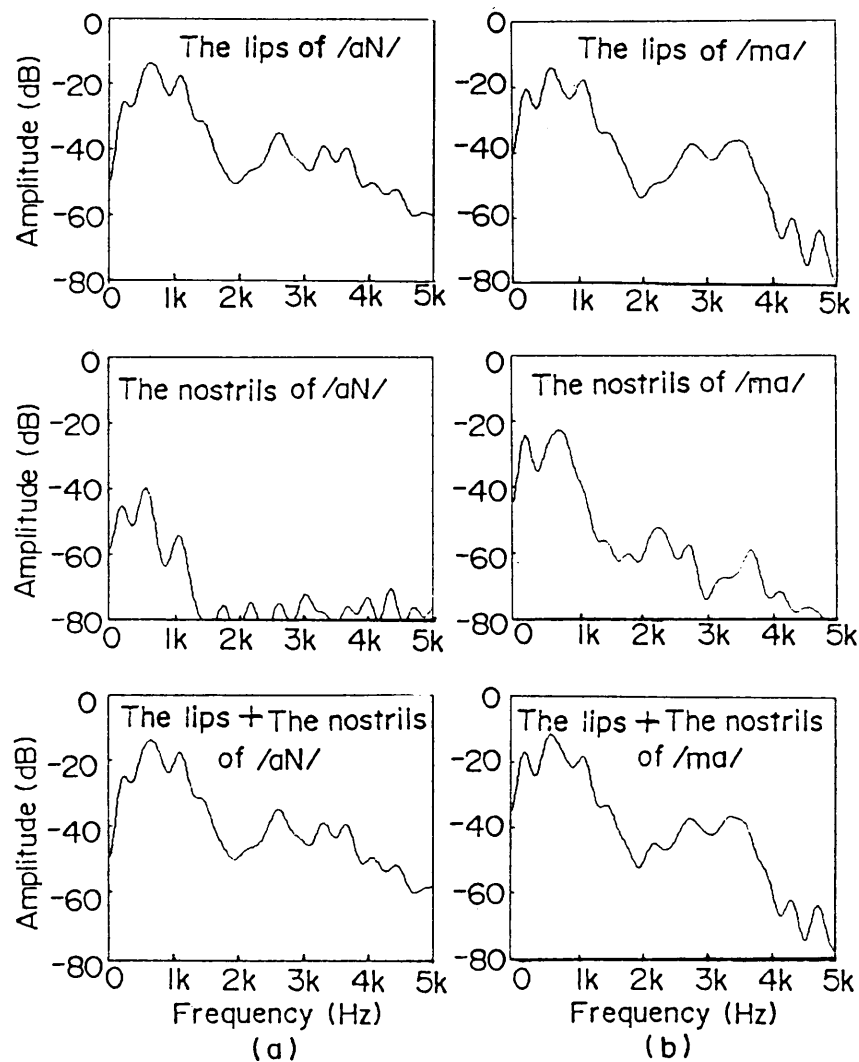 The lips of /aN/
Amplitude (dB)
0
-20
-40
-60
-80
0 1k 2k 3k 4k 5k
The lips of /ma/
0
-20
-40
-60
-80
0 1k 2k 3k 4k 5k
The nostrils of /aN/
Amplitude (dB)
0
-20
-40
-60
-80
0 1k 2k 3k 4k 5k
The nostrils of /ma/
0
-20
-40
-60
-80
0 1k 2k 3k 4k 5k
The lips + The nostrils
of /aN/
Amplitude (dB)
0
-20
-40
-60
-80
0 1k 2k 3k 4k 5k
Frequency (Hz)
(a)
The lips + The nostrils
of /ma/
0
-20
-40
-60
-80
0 1k 2k 3k 4k 5k
Frequency (Hz)
(b)